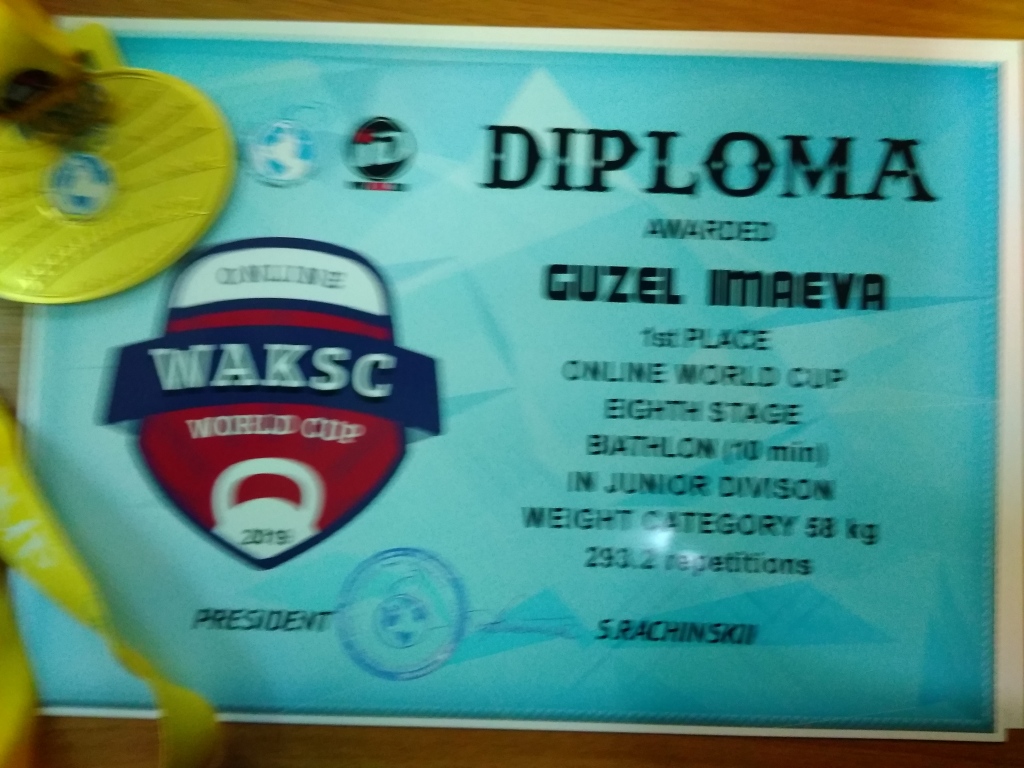 DIPLOMA
AWARDED
GUZEL IIMAEVA
1st PLACE
ONLINE WORLD CUP
EIGHTH STAGE
BIATHLON (10 min)
IN JUNIOR DIVISON
WEIGHT CATEGORY 58 kg
293.2 repetitions
ONLINE
WAKSC
WORLD CUP
2019
PRESIDENT
S.RACHINSKII